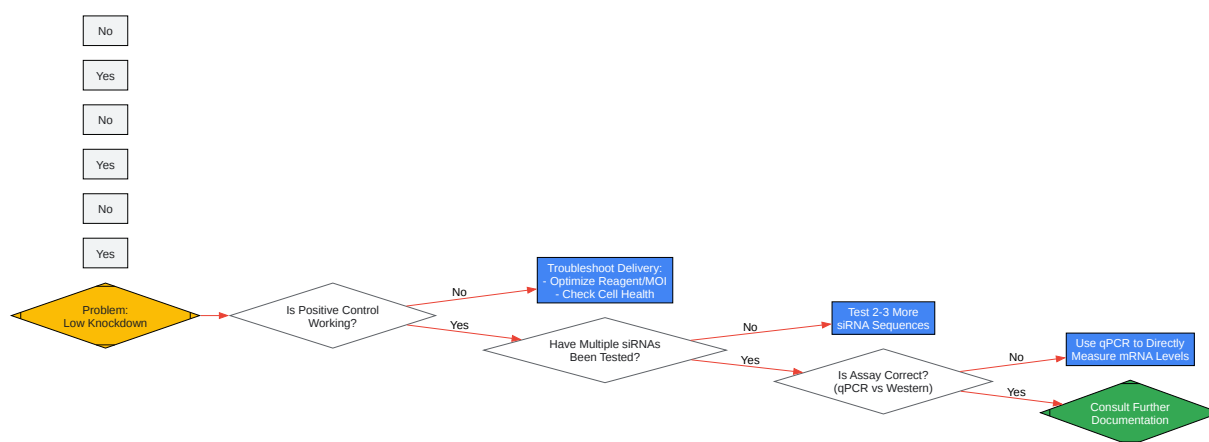 No
Yes
No
Yes
No
Yes
Problem:
Low Knockdown
Is Positive Control
Working?
No
Yes
Troubleshoot Delivery:
- Optimize Reagent/MOI
- Check Cell Health
Have Multiple siRNAs
Been Tested?
No
Yes
Test 2-3 More
siRNA Sequences
Is Assay Correct?
(qPCR vs Western)
No
Yes
Use qPCR to Directly
Measure mRNA Levels
Consult Further
Documentation